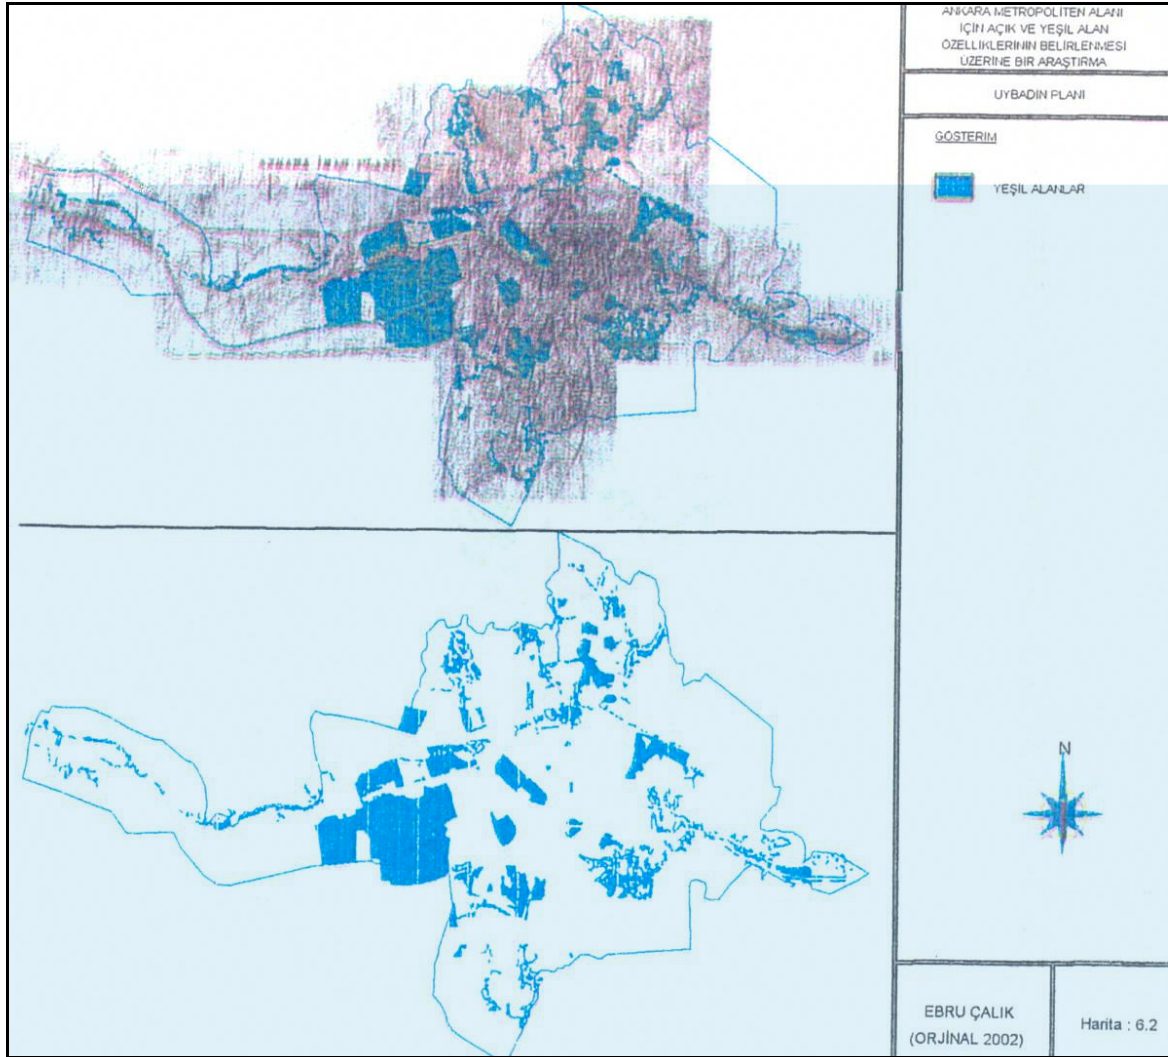 ANKARA METROPOLİTEN ALANI
İÇİN AÇIK VE YEŞİL ALAN
ÖZELLİKLERİNİN BELİRLENMESİ
ÜZERİNE BİR ARAŞTIRMA
UYBADİN PLANI
GÖSTERİM
YEŞİL ALANLAR
N
EBRU ÇALIK
(ORJİNAL 2002)
Harita : 6.2